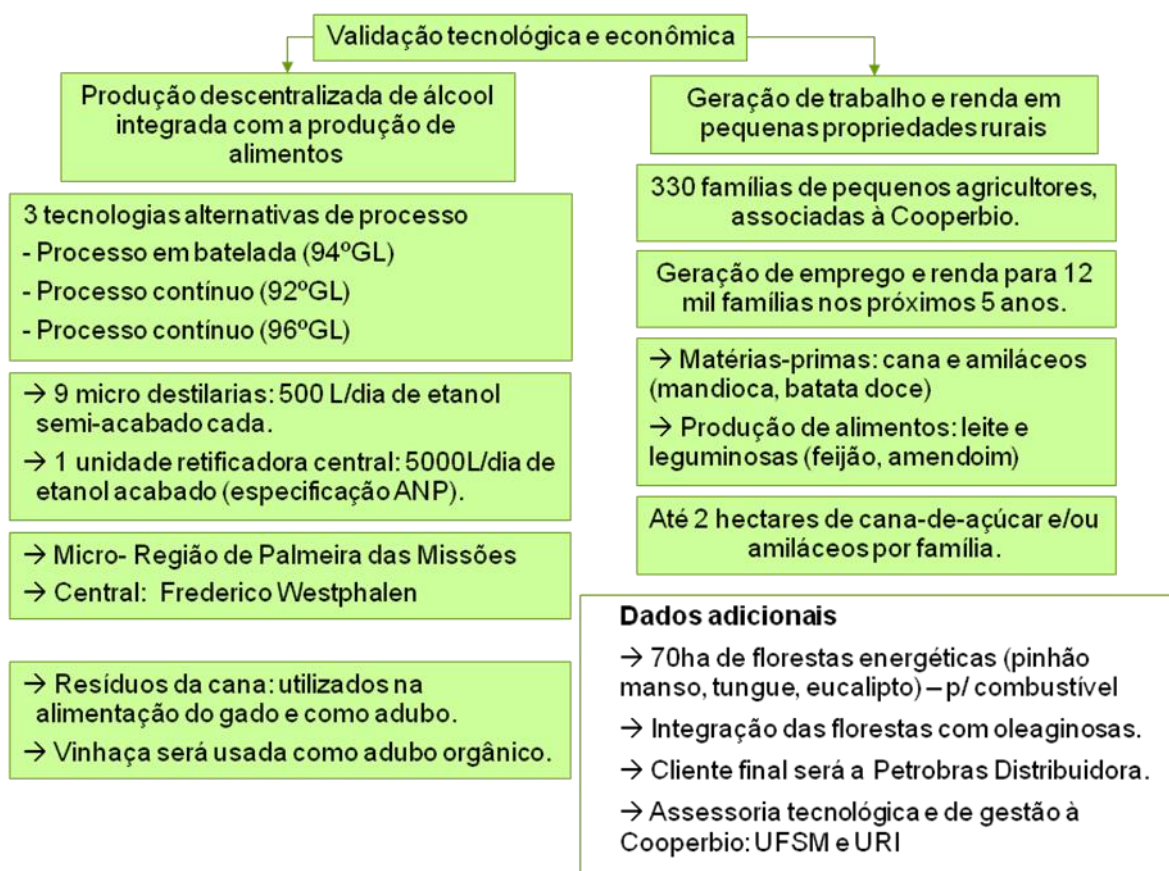 Validação tecnológica e econômica
Produção descentralizada de álcool
integrada com a produção de
alimentos
3 tecnologias alternativas de processo
- Processo em batelada (94ºGL)
- Processo contínuo (92ºGL)
- Processo contínuo (96ºGL)
→ 9 micro destilarias: 500 L/dia de etanol
semi-acabado cada.
→ 1 unidade retificadora central: 5000L/dia de
etanol acabado (especificação ANP).
→ Micro- Região de Palmeira das Missões
→ Central: Frederico Westphalen
→ Resíduos da cana: utilizados na
alimentação do gado e como adubo.
→ Vinhaça será usada como adubo orgânico.
Geração de trabalho e renda em
pequenas propriedades rurais
330 famílias de pequenos agricultores,
associadas à Cooperbio.
Geração de emprego e renda para 12
mil famílias nos próximos 5 anos.
→ Matérias-primas: cana e amiláceos
(mandioca, batata doce)
→ Produção de alimentos: leite e
leguminosas (feijão, amendoim)
Até 2 hectares de cana-de-açúcar e/ou
amiláceos por família.
Dados adicionais
→ 70ha de florestas energéticas (pinhão
manso, tungue, eucalipto) – p/ combustível
→ Integração das florestas com oleaginosas.
→ Cliente final será a Petrobras Distribuidora.
→ Assessoria tecnológica e de gestão à
Cooperbio: UFSM e URI